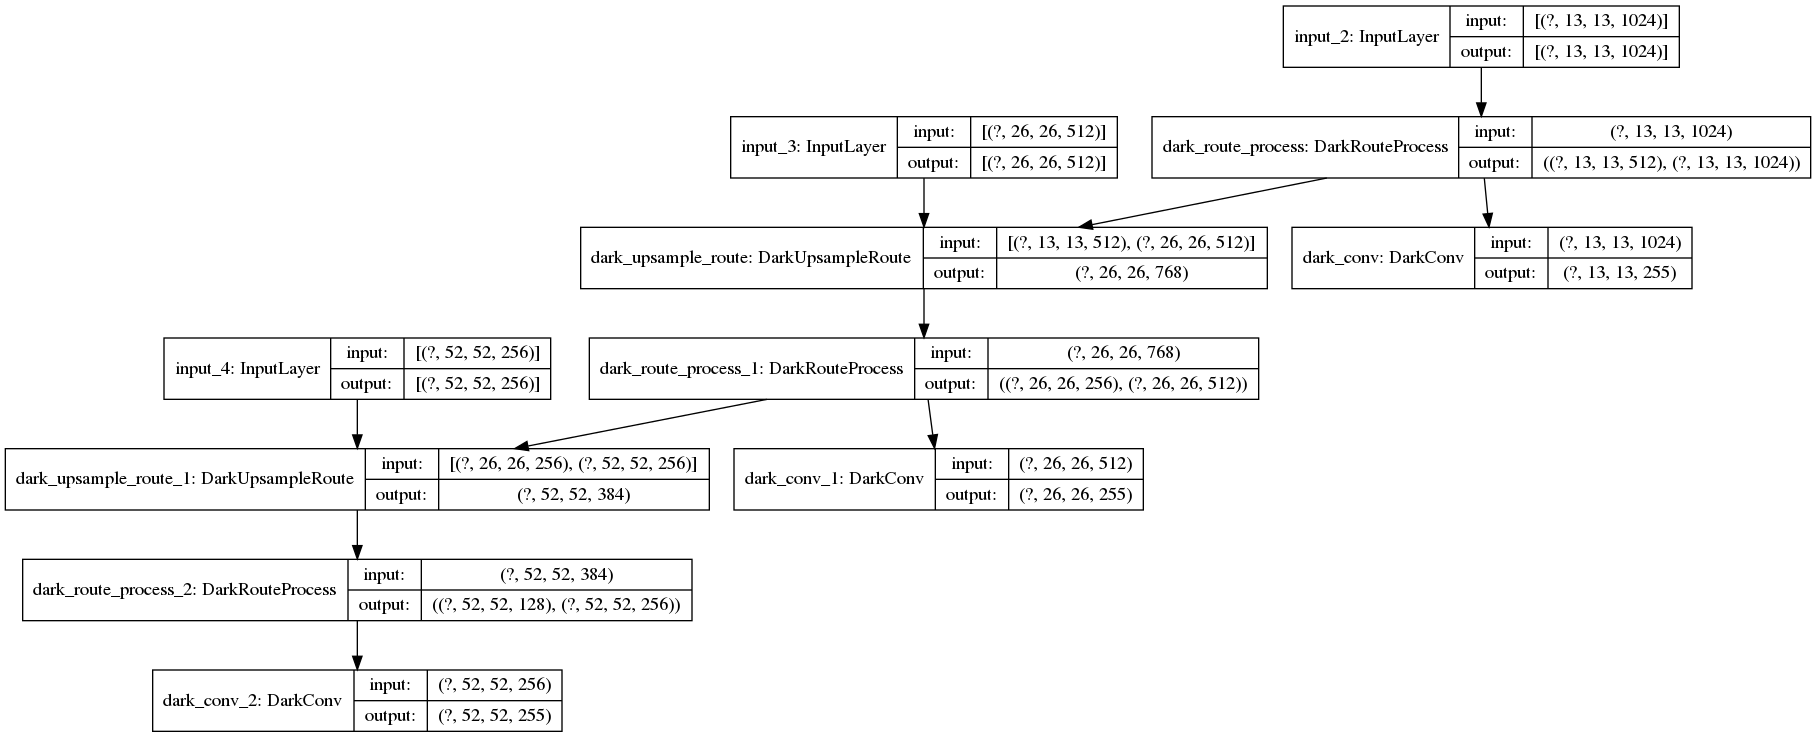 input_2: InputLayer
input: [(?, 13, 13, 1024)]
output: [(?, 13, 13, 1024)]
input_3: InputLayer
input: [(?, 26, 26, 512)]
output: [(?, 26, 26, 512)]
dark_route_process: DarkRouteProcess
input: (?, 13, 13, 1024)
output: ((?, 13, 13, 512), (?, 13, 13, 1024))
dark_upsample_route: DarkUpsampleRoute
input: [(?, 13, 13, 512), (?, 26, 26, 512)]
output: (?, 26, 26, 768)
dark_conv: DarkConv
input: (?, 13, 13, 1024)
output: (?, 13, 13, 255)
input_4: InputLayer
input: [(?, 52, 52, 256)]
output: [(?, 52, 52, 256)]
dark_route_process_1: DarkRouteProcess
input: (?, 26, 26, 768)
output: ((?, 26, 26, 256), (?, 26, 26, 512))
dark_upsample_route_1: DarkUpsampleRoute
input: [(?, 26, 26, 256), (?, 52, 52, 256)]
output: (?, 52, 52, 384)
dark_conv_1: DarkConv
input: (?, 26, 26, 512)
output: (?, 26, 26, 255)
dark_route_process_2: DarkRouteProcess
input: (?, 52, 52, 384)
output: ((?, 52, 52, 128), (?, 52, 52, 256))
dark_conv_2: DarkConv
input: (?, 52, 52, 256)
output: (?, 52, 52, 255)